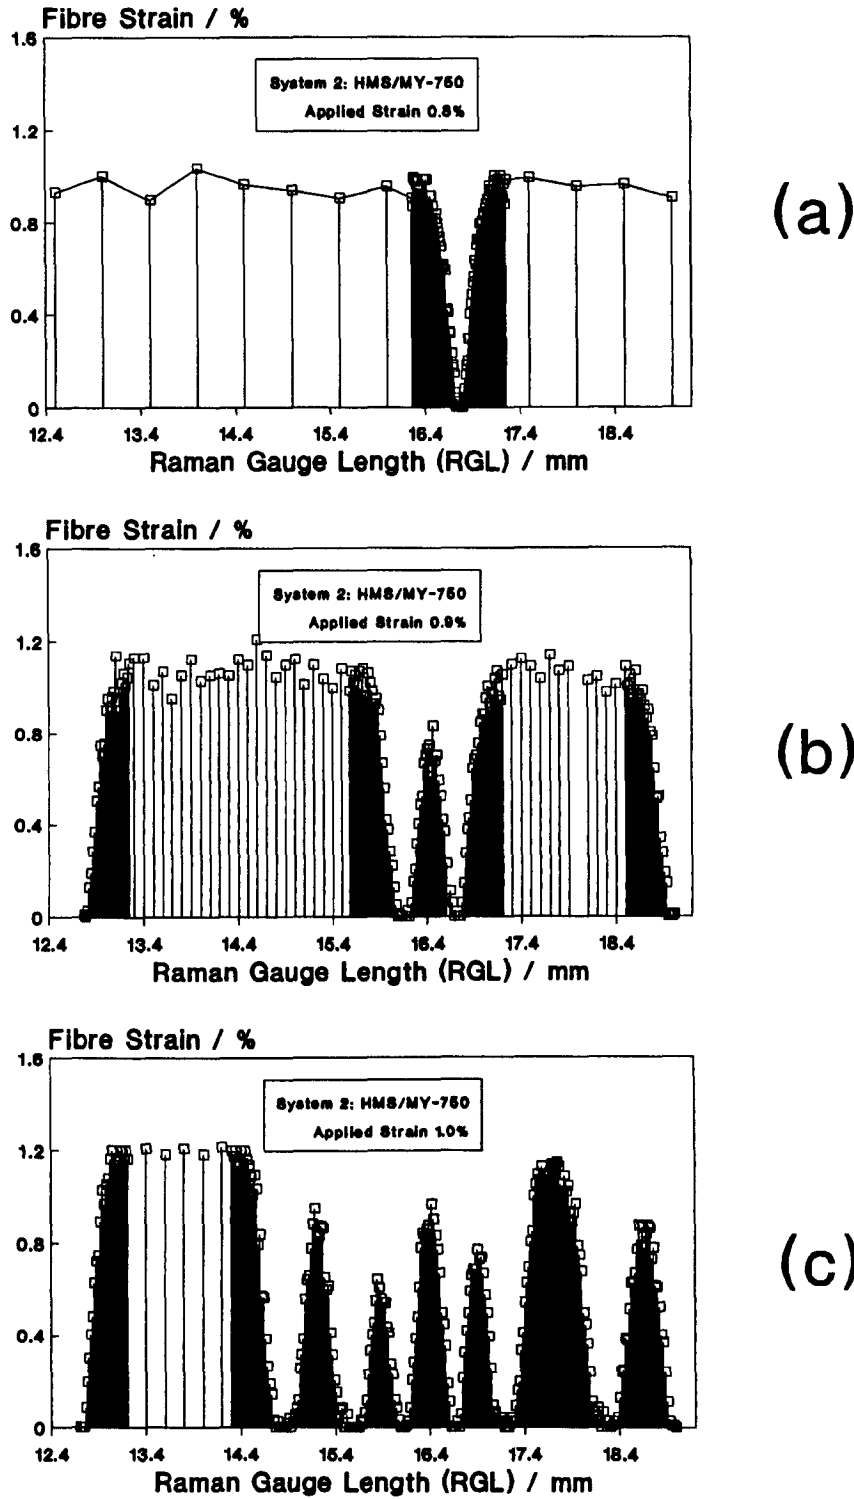 Fibre Strain / %
1.6
1.2
0.8
0.4
0
System 2: HMS/MY-750
Applied Strain 0.8%
12.4 13.4 14.4 15.4 16.4 17.4 18.4
Raman Gauge Length (RGL) / mm
(a)
Fibre Strain / %
1.6
1.2
0.8
0.4
0
System 2: HMS/MY-750
Applied Strain 0.9%
12.4 13.4 14.4 15.4 16.4 17.4 18.4
Raman Gauge Length (RGL) / mm
(b)
Fibre Strain / %
1.6
1.2
0.8
0.4
0
System 2: HMS/MY-750
Applied Strain 1.0%
12.4 13.4 14.4 15.4 16.4 17.4 18.4
Raman Gauge Length (RGL) / mm
(c)